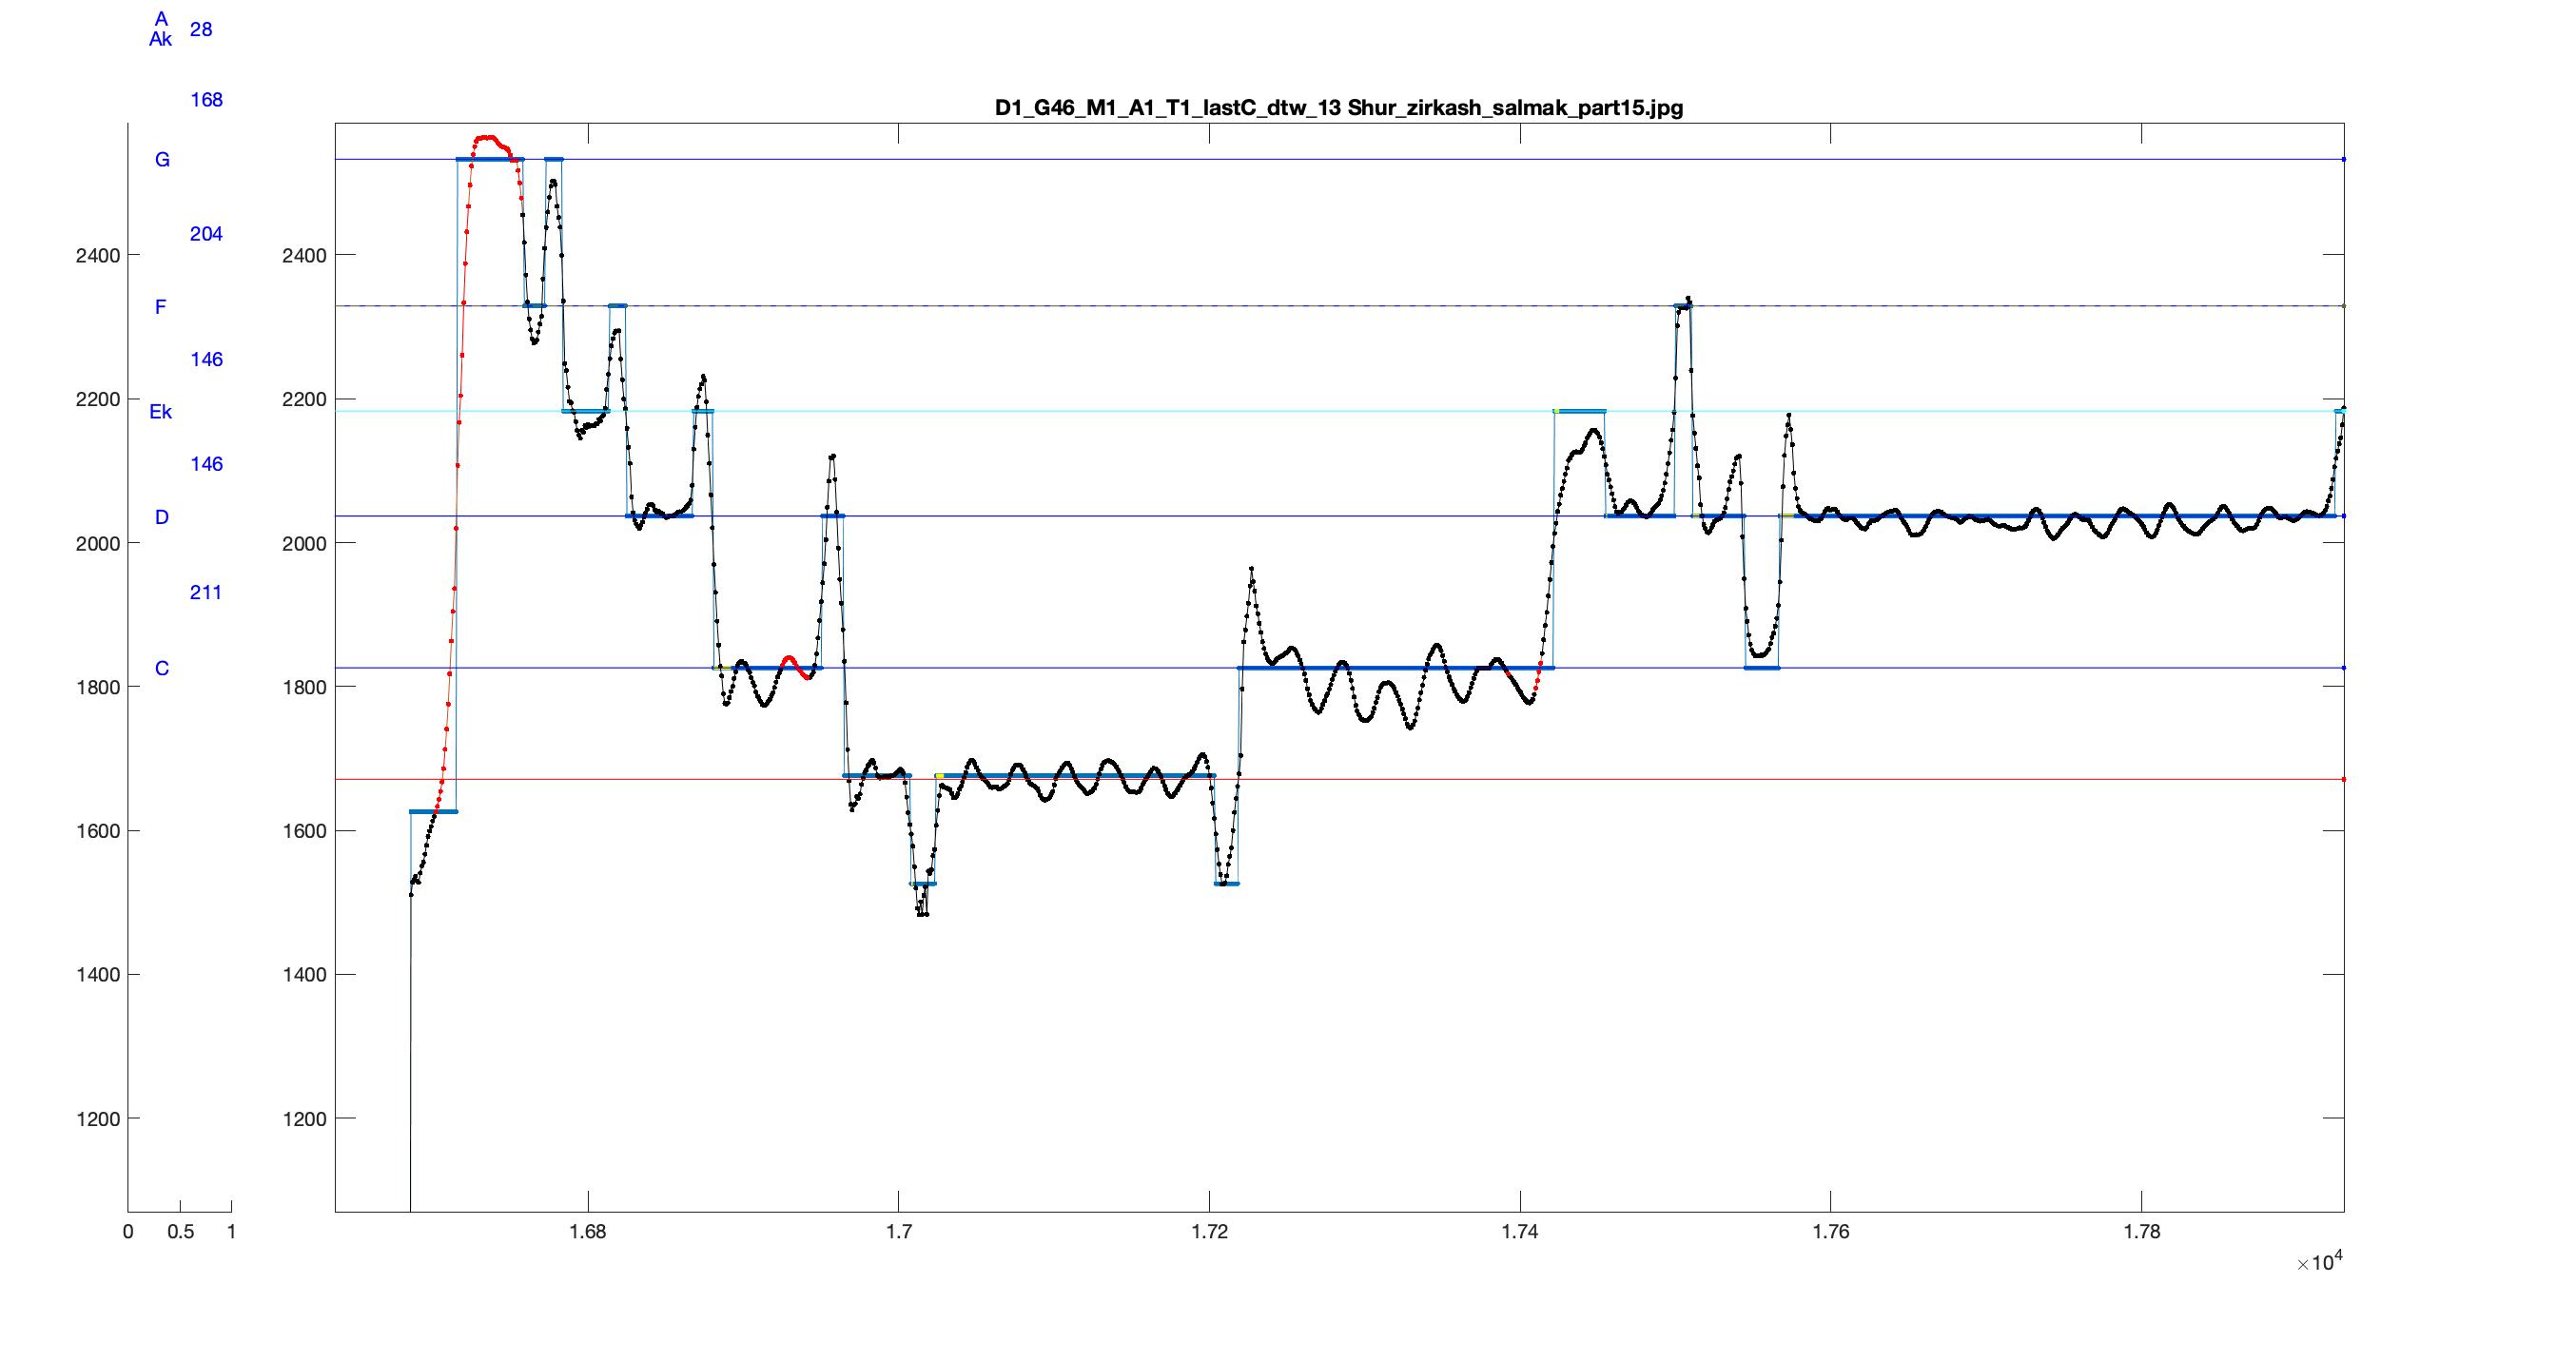 A
Ak
28
168
D1_G46_M1_A1_T1_lastC_dtw_13 Shur_zirkash_salmak_part15.jpg
G
204
2400 2400
F
146
2200 2200
Ek
146
D
2000 2000
211
C
1800 1800
1600 1600
1400 1400
1200 1200
0 0.5 1 1.68 1.7 1.72 1.74 1.76 1.78
×10⁴